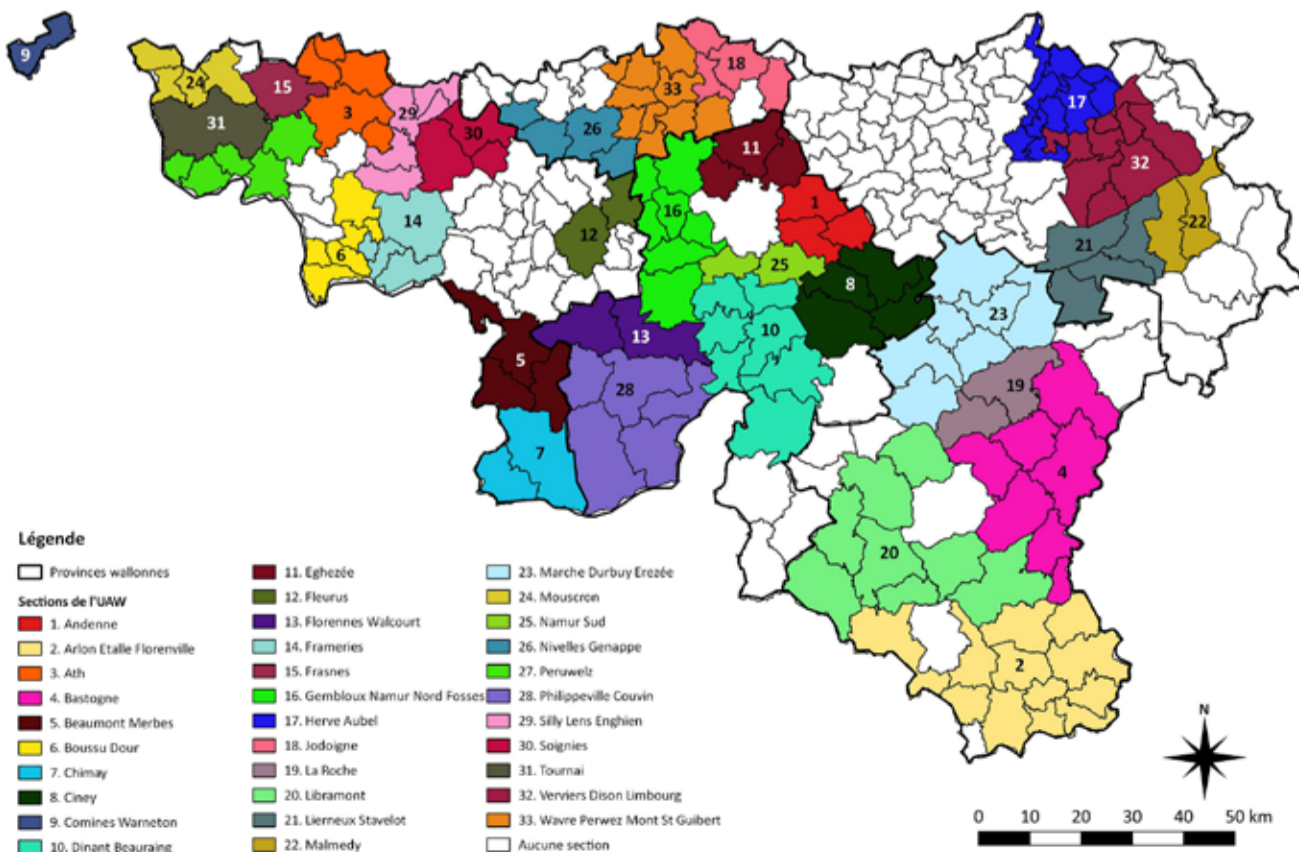 9
24
15
31
3
29
30
26
33
18
11
17
32
22
21
1
16
12
14
6
25
8
10
23
13
5
28
19
7
4
20
2
Légende
Provinces wallonnes
Sections de l'UAW
1. Andenne
2. Arlon Etalle Florenville
3. Ath
4. Bastogne
5. Beaumont Merbes
6. Boussu Dour
7. Chimay
8. Ciney
9. Comines Warneton
10. Dinant Beauraing
11. Eghezée
12. Fleurus
13. Florennes Walcourt
14. Frameries
15. Frasnes
16. Gembloux Namur Nord Fosses
17. Herve Aubel
18. Jodoigne
19. La Roche
20. Libramont
21. Lierneux Stavelot
22. Malmedy
23. Marche Durbuy Erezée
24. Mouscron
25. Namur Sud
26. Nivelles Genappe
27. Peruwelz
28. Philippeville Couvin
29. Silly Lens Enghien
30. Soignies
31. Tournai
32. Verviers Dison Limbourg
33. Wavre Perwez Mont St Guibert
Aucune section
N
0 10 20 30 40 50 km